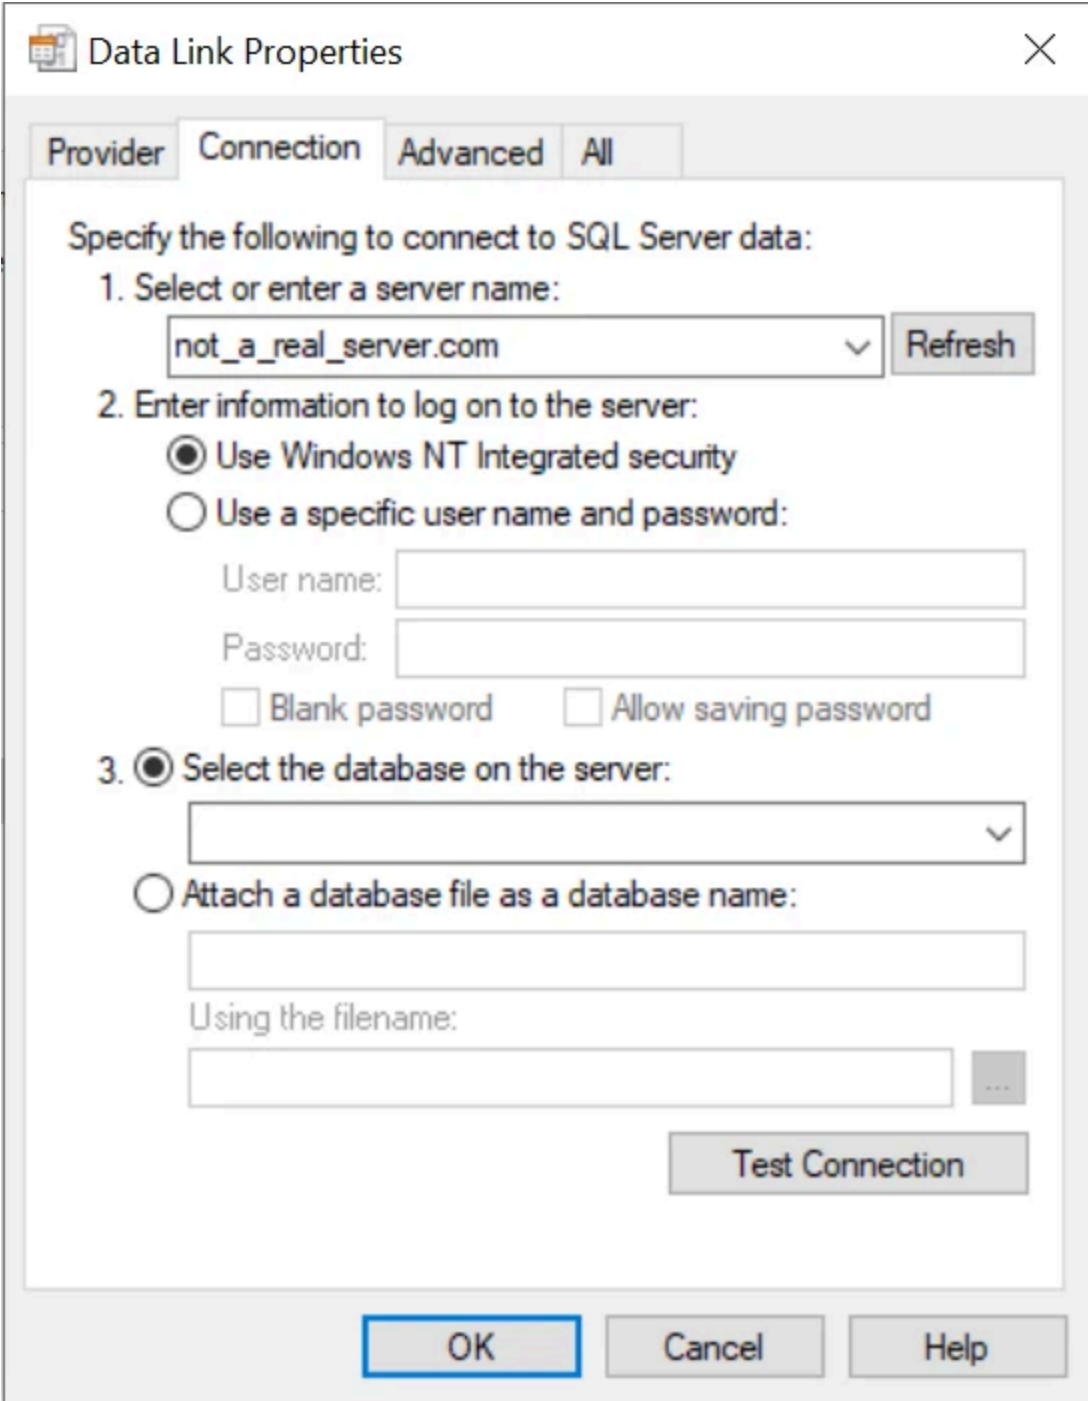 Data Link Properties
Provider Connection Advanced All
Specify the following to connect to SQL Server data:
1. Select or enter a server name:
not_a_real_server.com Refresh
2. Enter information to log on to the server:
Use Windows NT Integrated security
Use a specific user name and password:
User name:
Password:
Blank password Allow saving password
3. Select the database on the server:
Attach a database file as a database name:
Using the filename:
...
Test Connection
OK Cancel Help